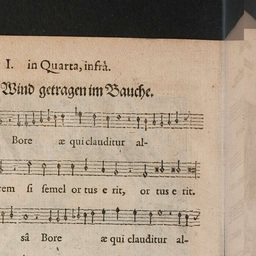 I. in Quarta, infrà.
Wind getragen im Bauche.
Bore æ qui clauditur al-
rem si semel or tus e rit, or tus e rit.
sâ Bore æ qui clauditur al-